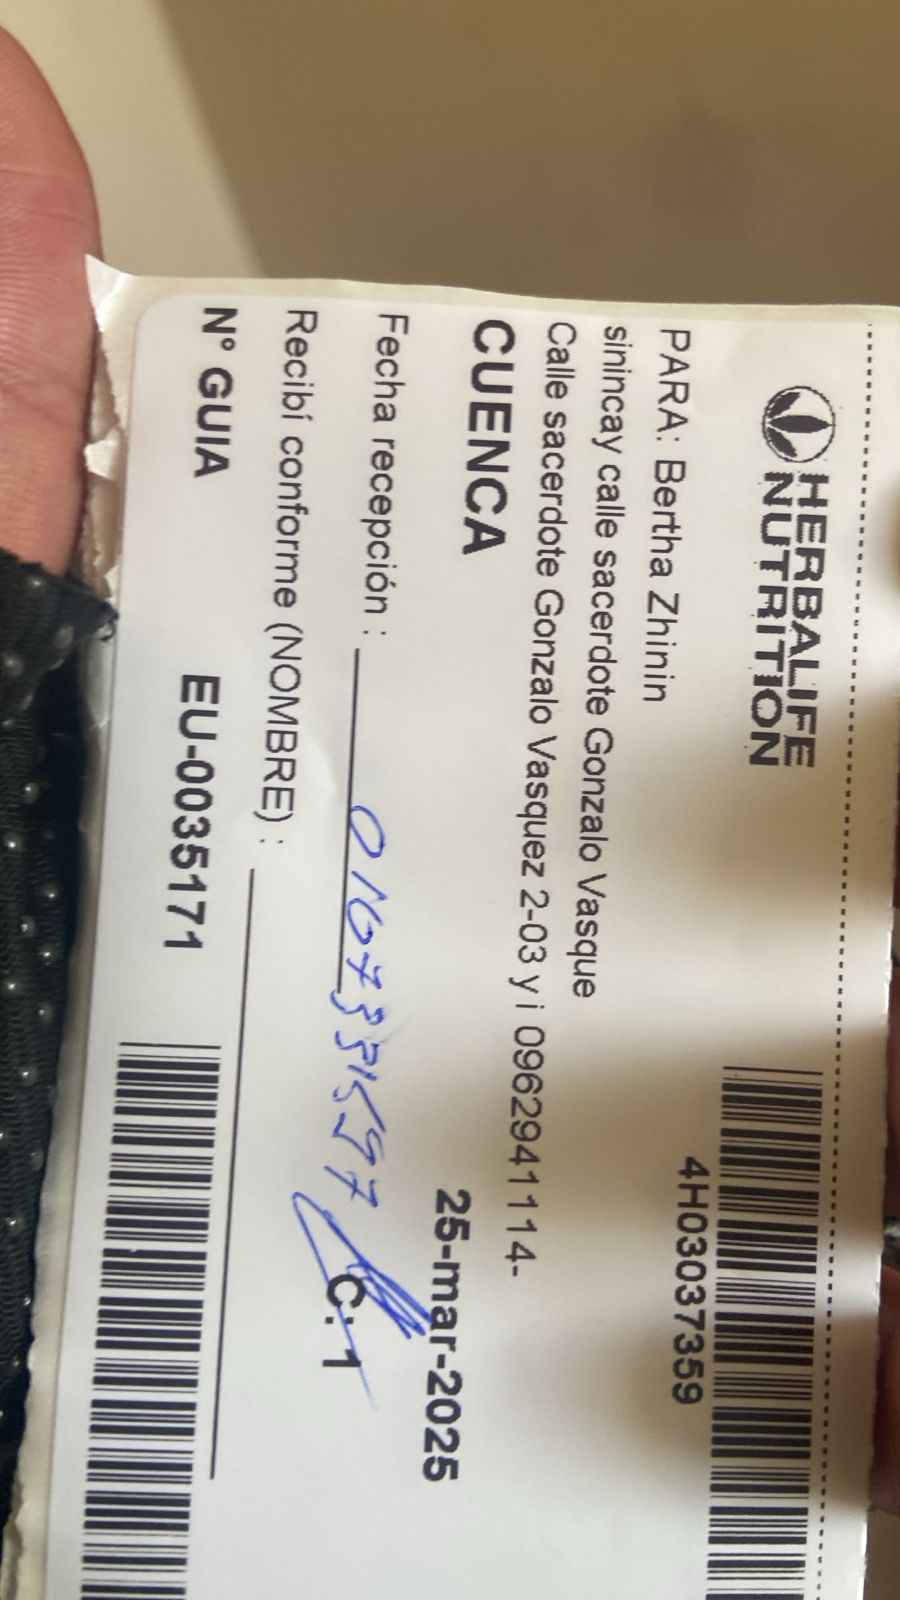 HERBALIFE
NUTRITION
4H03037359
PARA: Bertha Zhinin
sinincay calle sacerdote Gonzalo Vasque
Calle sacerdote Gonzalo Vasquez 2-03 y i 0962941114-
CUENCA
25-mar-2025
Fecha recepción :
C: 1
Recibí conforme (NOMBRE) :
Nº GUIA EU-0035171